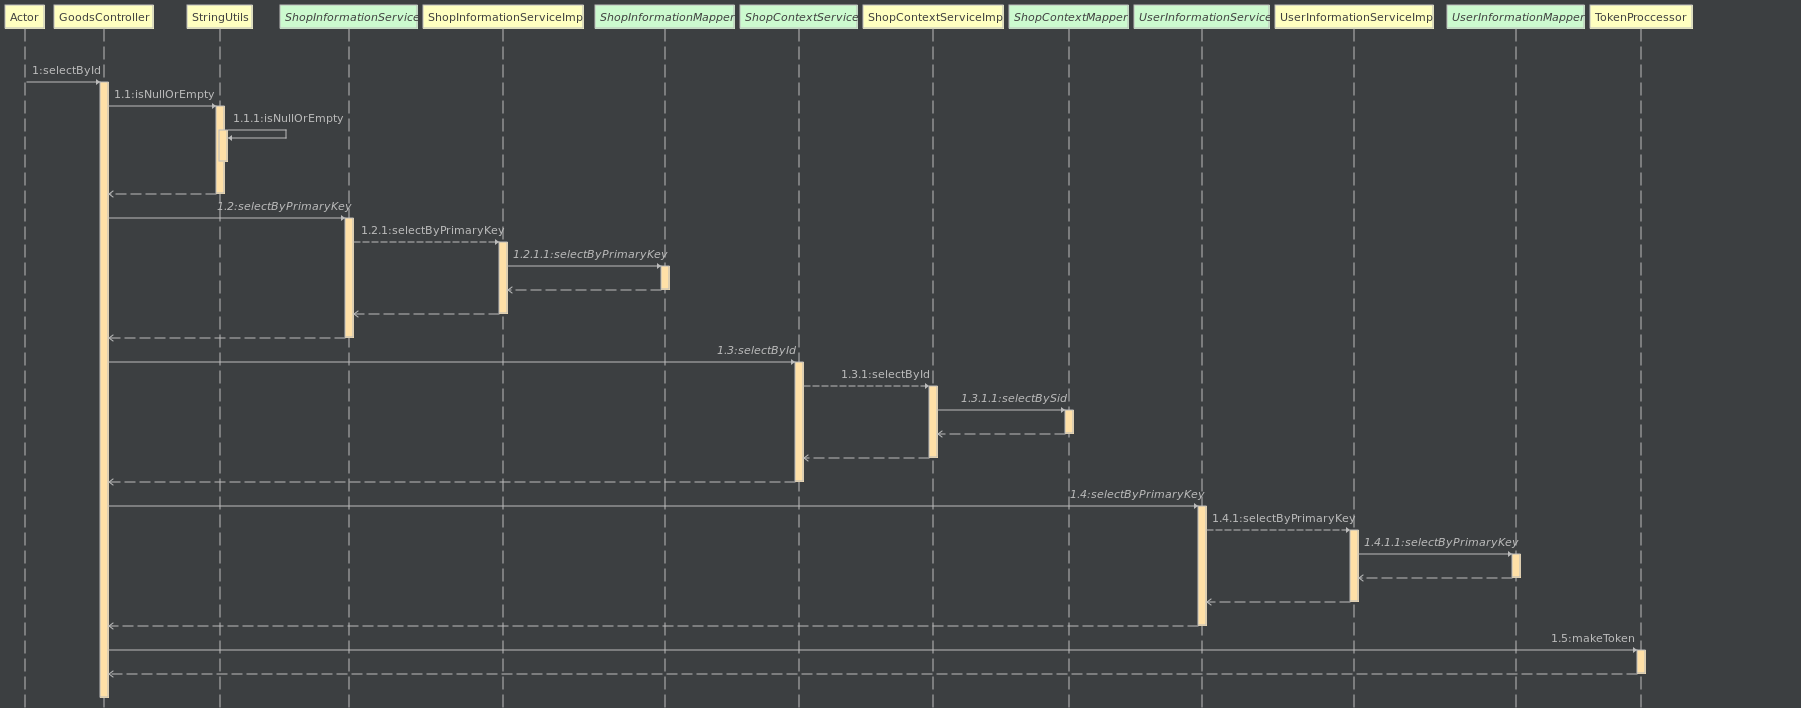 Actor
GoodsController
StringUtils
ShopInformationService
ShopInformationServiceImp
ShopInformationMapper
ShopContextService
ShopContextServiceImp
ShopContextMapper
UserInformationService
UserInformationServiceImp
UserInformationMapper
TokenProccessor
1:selectById
1.1:isNullOrEmpty
1.1.1:isNullOrEmpty
1.2:selectByPrimaryKey
1.2.1:selectByPrimaryKey
1.2.1.1:selectByPrimaryKey
1.3:selectById
1.3.1:selectById
1.3.1.1:selectBySid
1.4:selectByPrimaryKey
1.4.1:selectByPrimaryKey
1.4.1.1:selectByPrimaryKey
1.5:makeToken